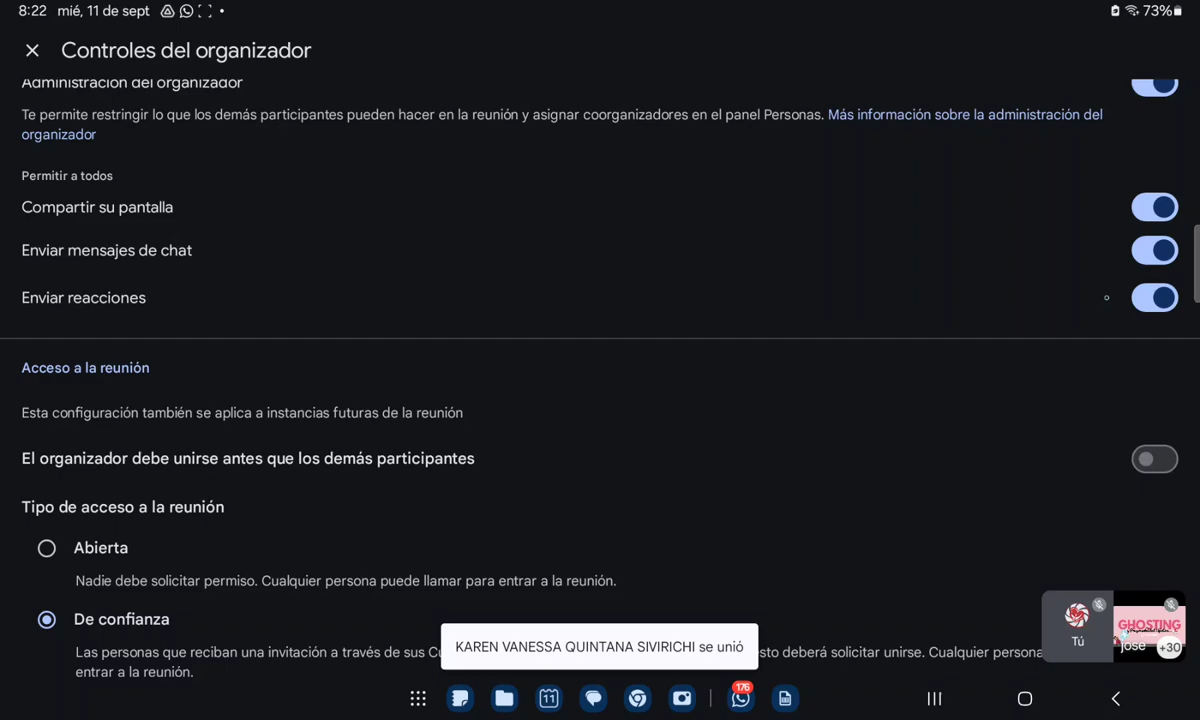 8:22 mié, 11 de sept
73%
Controles del organizador
Administración del organizador
Te permite restringir lo que los demás participantes pueden hacer en la reunión y asignar coorganizadores en el panel Personas. Más información sobre la administración del
organizador
Permitir a todos
Compartir su pantalla
Enviar mensajes de chat
Enviar reacciones
Acceso a la reunión
Esta configuración también se aplica a instancias futuras de la reunión
El organizador debe unirse antes que los demás participantes
Tipo de acceso a la reunión
Abierta
Nadie debe solicitar permiso. Cualquier persona puede llamar para entrar a la reunión.
De confianza
Las personas que reciban una invitación a través de sus Cu
sto deberá solicitar unirse. Cualquier persona
entrar a la reunión.
KAREN VANESSA QUINTANA SIVIRICHI se unió
Tú
GHOSTING
jose +30
11
176